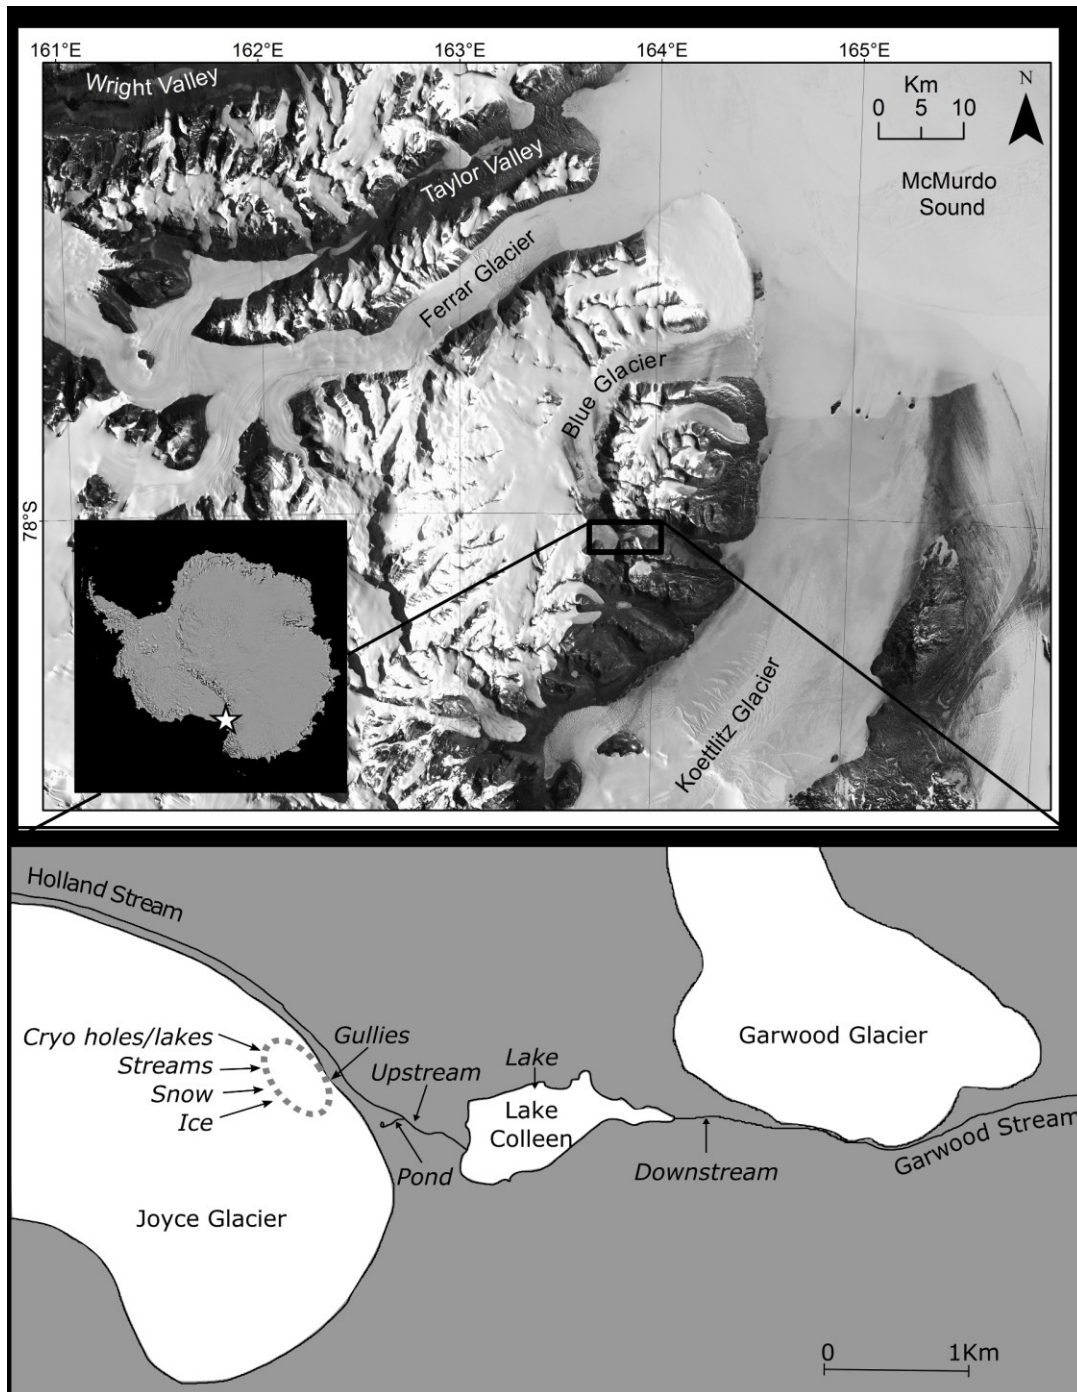 161°E 162°E 163°E 164°E 165°E
Wright Valley
Km
0 5 10
N
Taylor Valley
McMurdo
Sound
Ferrar Glacier
Blue Glacier
78°S
Koettlitz Glacier
Holland Stream
Cryo holes/lakes
Streams
Snow
Ice
Gullies
Upstream
Pond
Lake
Lake
Colleen
Downstream
Garwood Glacier
Garwood Stream
Joyce Glacier
0 1Km